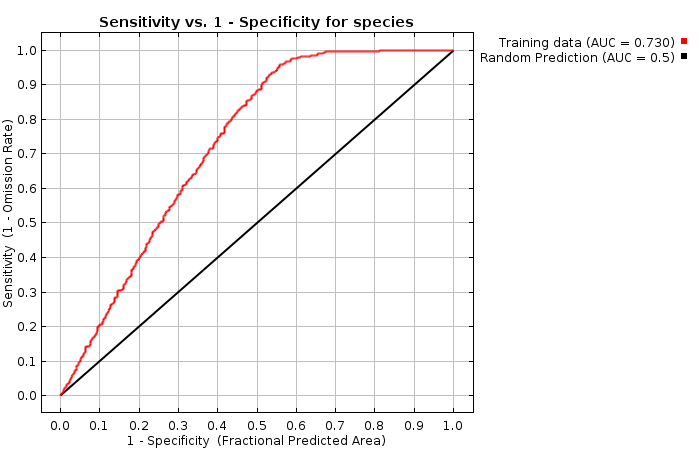 Sensitivity vs. 1 - Specificity for species
Training data (AUC = 0.730)
Random Prediction (AUC = 0.5)
Sensitivity (1 - Omission Rate)
1.0
0.9
0.8
0.7
0.6
0.5
0.4
0.3
0.2
0.1
0.0
0.0 0.1 0.2 0.3 0.4 0.5 0.6 0.7 0.8 0.9 1.0
1 - Specificity (Fractional Predicted Area)